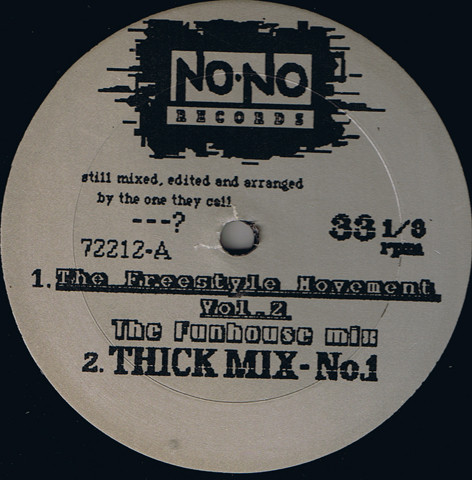 NO·NO
RECORDS
still mixed, edited and arranged
by the one they call
---?
72212-A
33 1/3
rpm
1. The Freestyle Movement
Vol.2
The Funhouse mix
2. THICK MIX - No.1